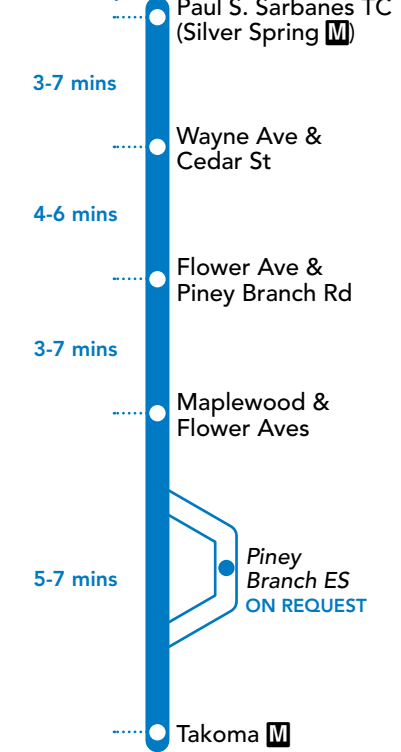 Paul S. Sarbanes TC
(Silver Spring M)
3-7 mins
Wayne Ave &
Cedar St
4-6 mins
Flower Ave &
Piney Branch Rd
3-7 mins
Maplewood &
Flower Aves
Piney
Branch ES
5-7 mins
ON REQUEST
Takoma M